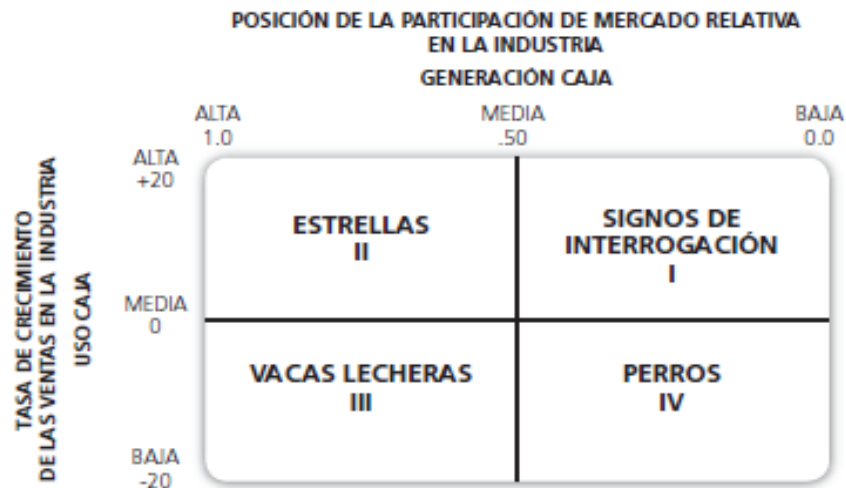 POSICIÓN DE LA PARTICIPACIÓN DE MERCADO RELATIVA
EN LA INDUSTRIA
GENERACIÓN CAJA
ALTA
1.0
MEDIA
.50
BAJA
0.0
TASA DE CRECIMIENTO
DE LAS VENTAS EN LA INDUSTRIA
USO CAJA
ALTA
+20
MEDIA
0
BAJA
-20
ESTRELLAS
II
SIGNOS DE
INTERROGACIÓN
I
VACAS LECHERAS
III
PERROS
IV